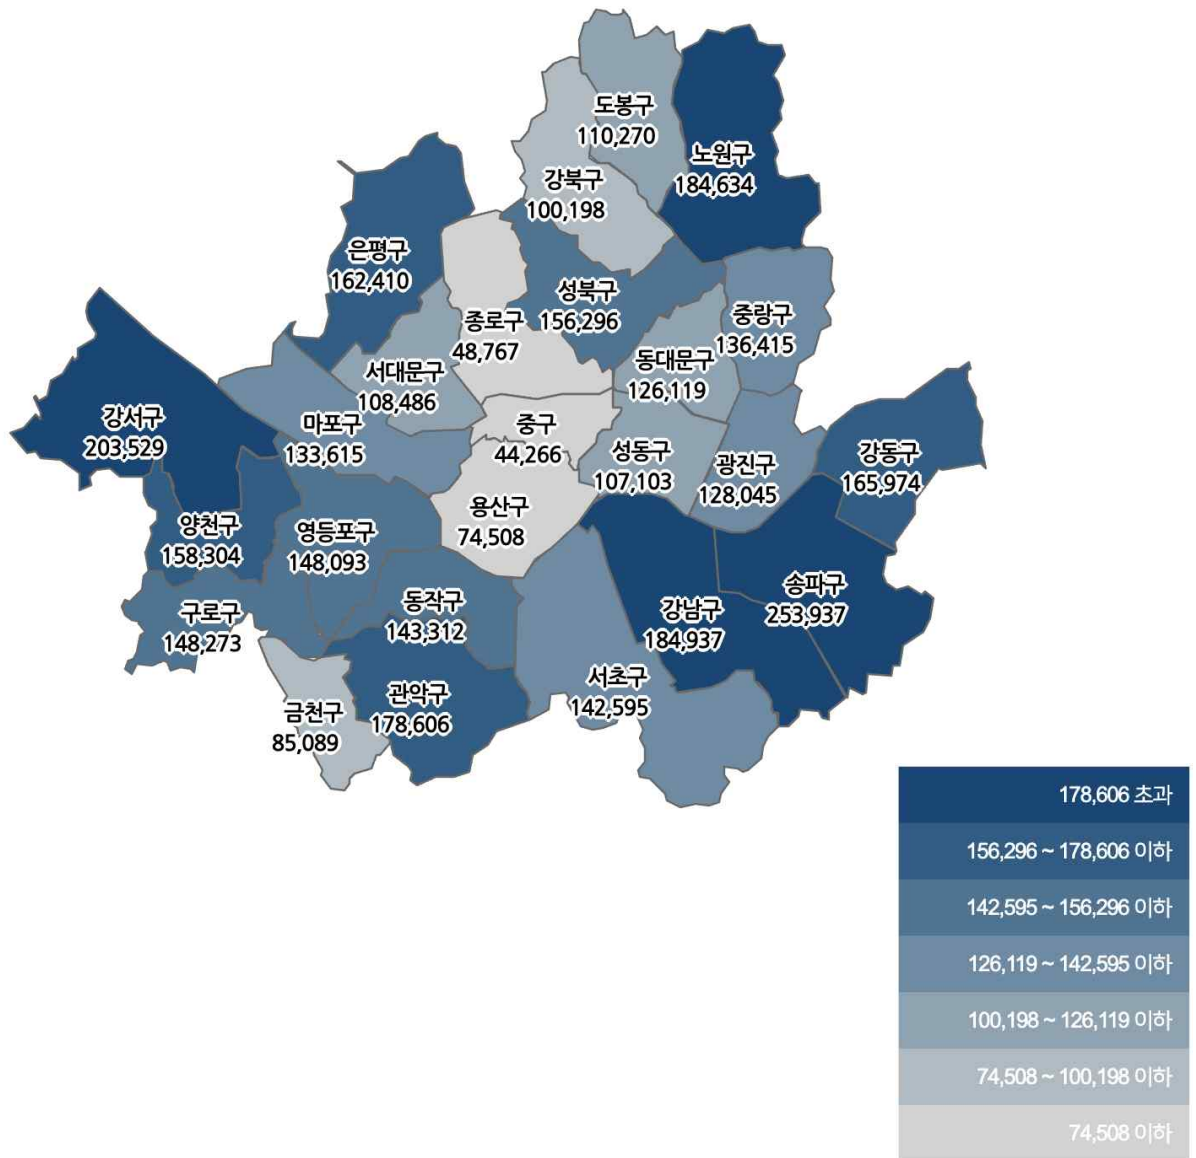 도봉구
110,270
노원구
184,634
강북구
100,198
은평구
162,410
성북구
156,296
종로구
48,767
중랑구
136,415
동대문구
126,119
서대문구
108,486
강서구
203,529
마포구
133,615
중구
44,266
성동구
107,103
광진구
128,045
강동구
165,974
양천구
158,304
영등포구
148,093
용산구
74,508
구로구
148,273
동작구
143,312
강남구
184,937
송파구
253,937
금천구
85,089
관악구
178,606
서초구
142,595
178,606 초과
156,296 ~ 178,606 이하
142,595 ~ 156,296 이하
126,119 ~ 142,595 이하
100,198 ~ 126,119 이하
74,508 ~ 100,198 이하
74,508 이하